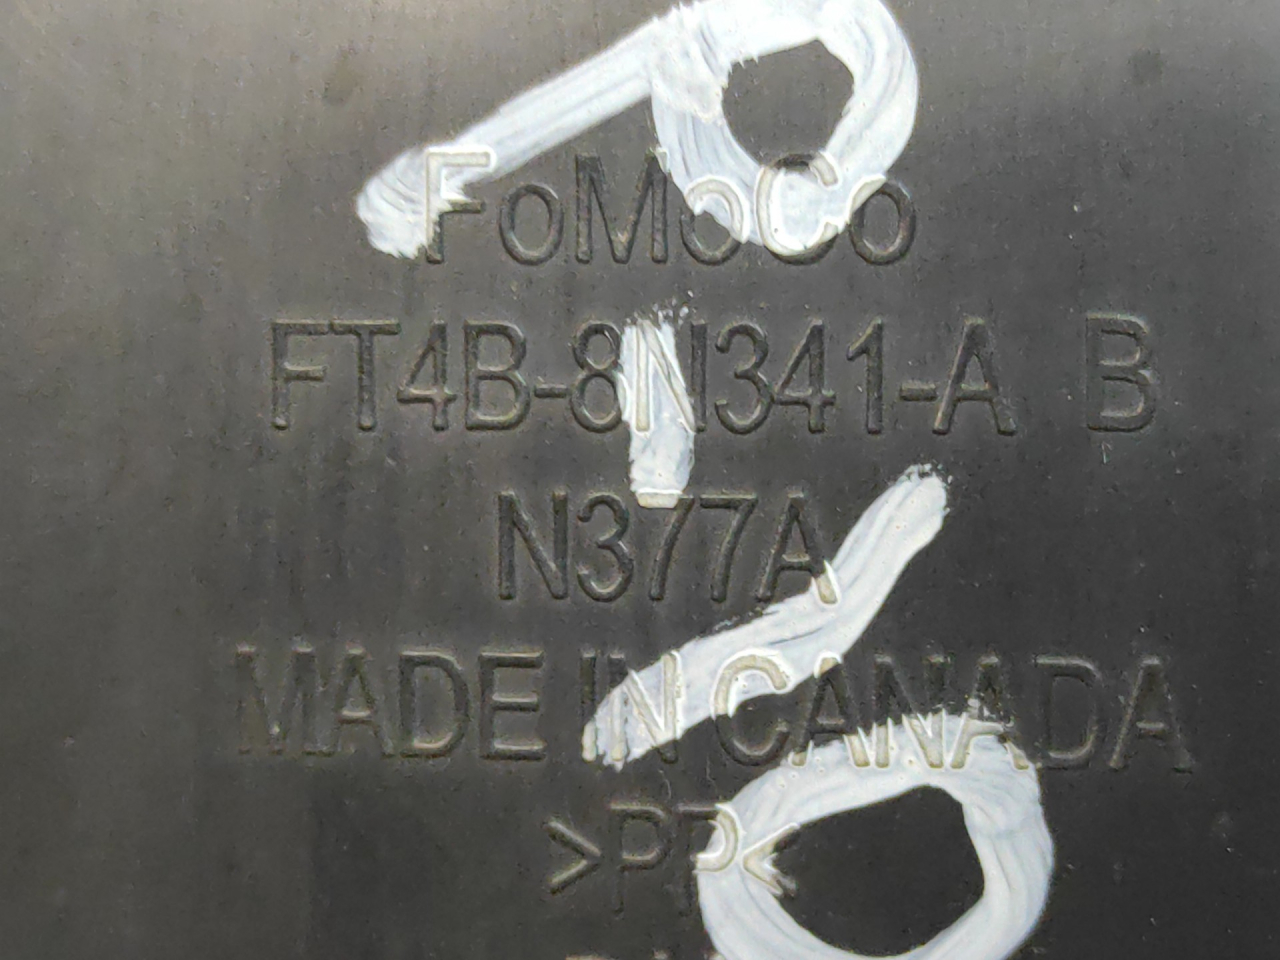 FoMoCo
FT4B-8N341-A B
N377A
MADE IN CANADA
>PP<